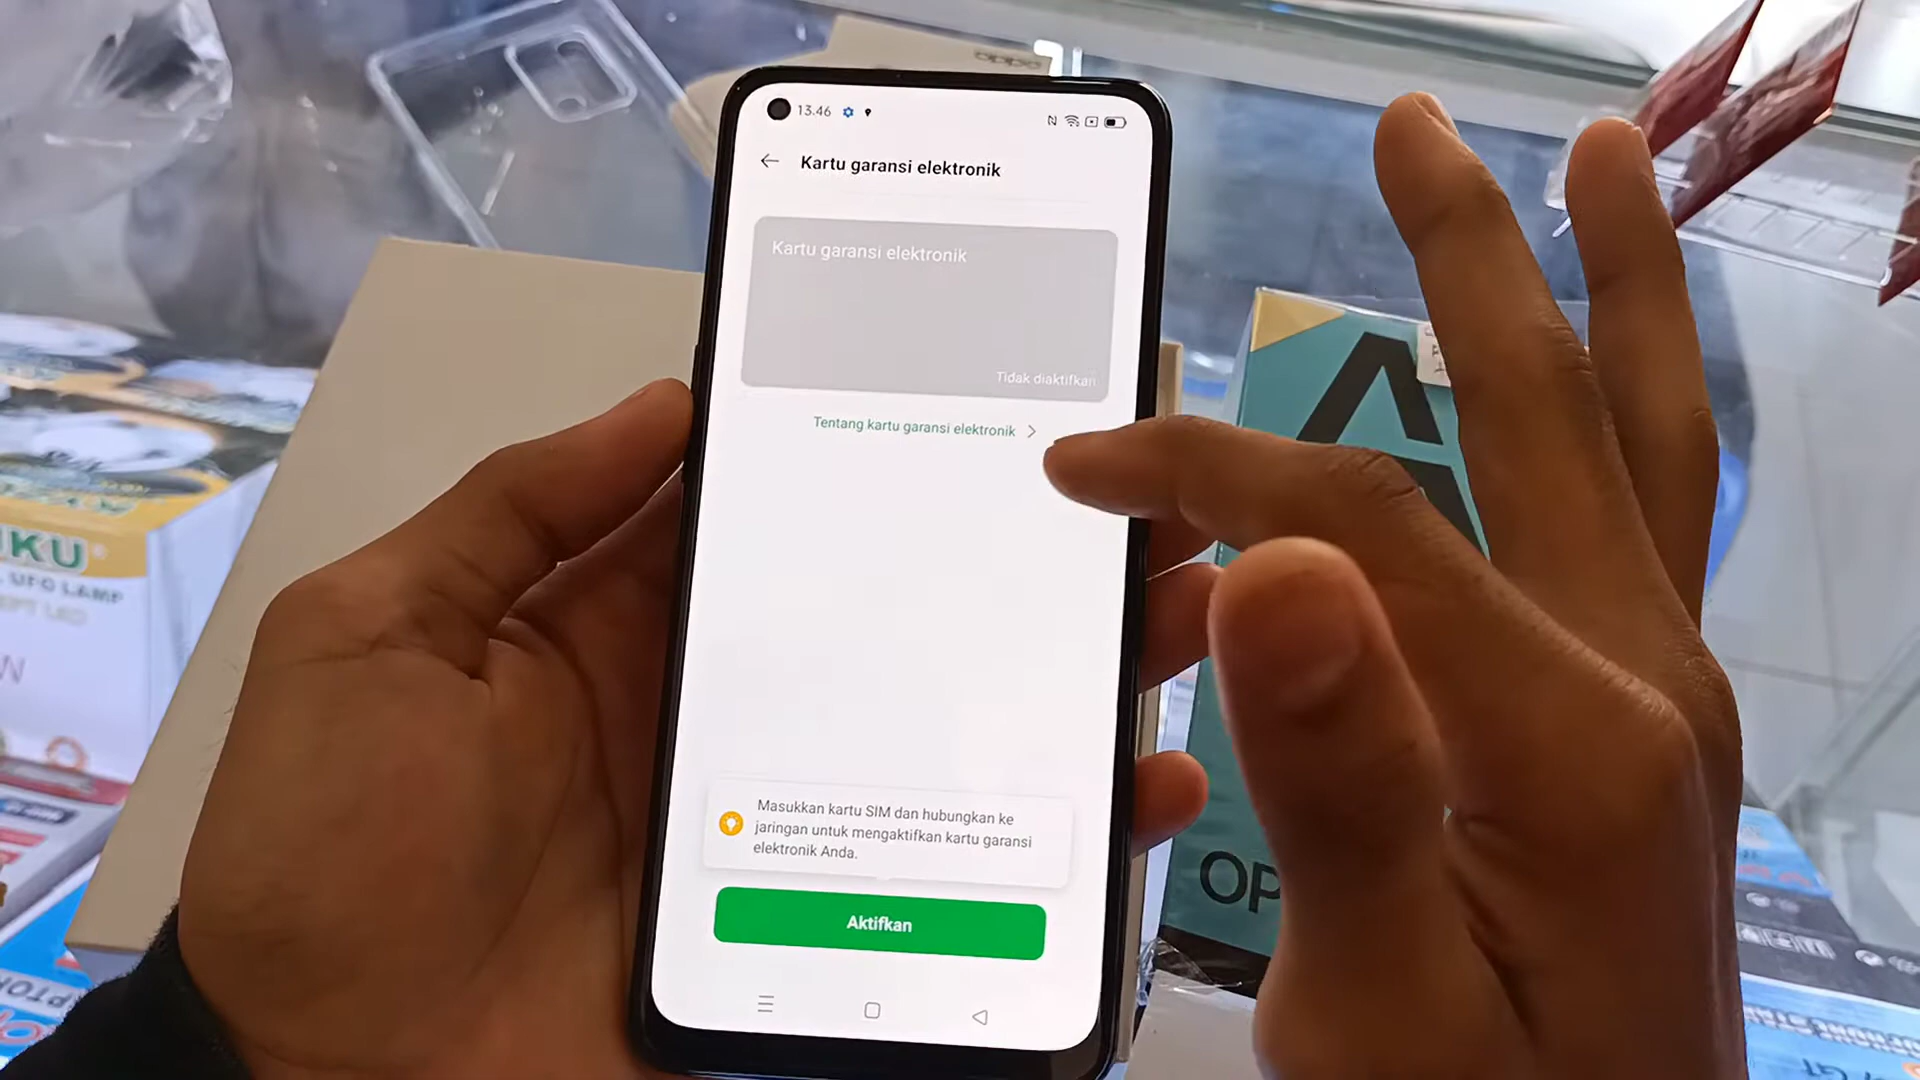 oppo
13.46
Kartu garansi elektronik
Kartu garansi elektronik
Tidak diaktifkan
Tentang kartu garansi elektronik
Masukkan kartu SIM dan hubungkan ke
jaringan untuk mengaktifkan kartu garansi
elektronik Anda.
Aktifkan
UFO LAMP
OP